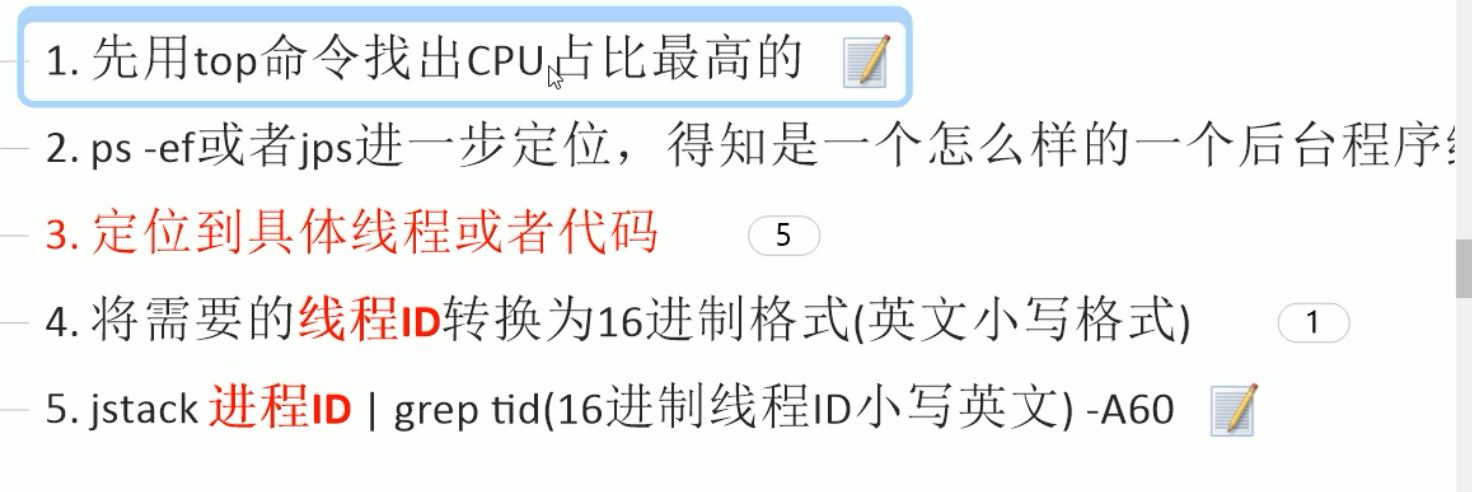 1. 先用top命令找出CPU占比最高的
2. ps -ef或者jps进一步定位，得知是一个怎么样的一个后台程序
3. 定位到具体线程或者代码 5
4. 将需要的线程ID转换为16进制格式(英文小写格式) 1
5. jstack 进程ID | grep tid(16进制线程ID小写英文) -A60